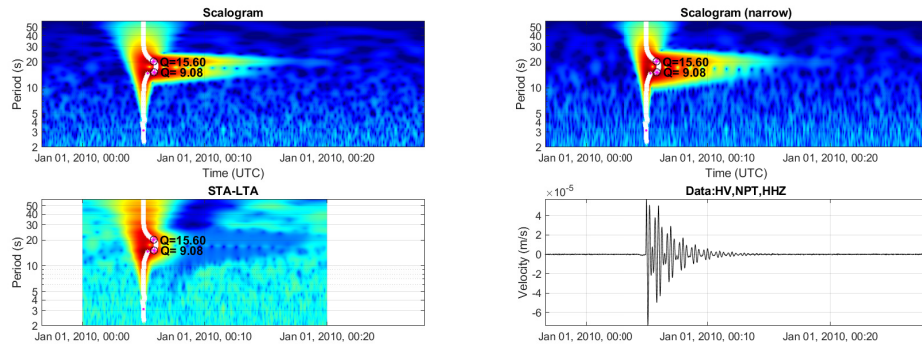 Scalogram
Period (s)
50
30
20
10
5
4
3
2
Q=15.60
Q= 9.08
Jan 01, 2010, 00:00
Jan 01, 2010, 00:10
Jan 01, 2010, 00:20
Time (UTC)
Scalogram (narrow)
Period (s)
50
30
20
10
5
4
3
2
Q=15.60
Q= 9.08
Jan 01, 2010, 00:00
Jan 01, 2010, 00:10
Jan 01, 2010, 00:20
Time (UTC)
STA-LTA
Period (s)
50
30
20
10
5
4
3
2
Q=15.60
Q= 9.08
Jan 01, 2010, 00:00
Jan 01, 2010, 00:10
Jan 01, 2010, 00:20
Data:HV,NPT,HHZ
×10⁻⁵
Velocity (m/s)
4
2
0
-2
-4
-6
Jan 01, 2010, 00:00
Jan 01, 2010, 00:10
Jan 01, 2010, 00:20